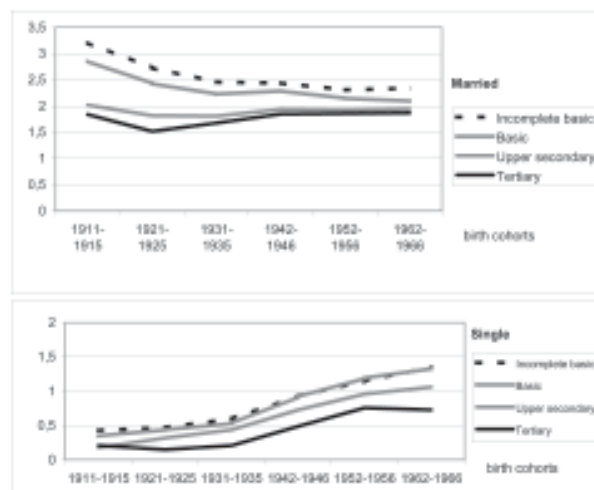 3,5
3
2,5
2
1,5
1
0,5
0
1911-1915 1921-1925 1931-1935 1942-1946 1952-1956 1962-1966
Married
Incomplete basic
Basic
Upper secondary
Tertiary
birth cohorts
2
1,5
1
0,5
0
1911-1915 1921-1925 1931-1935 1942-1946 1952-1956 1962-1966
Single
Incomplete basic
Basic
Upper secondary
Tertiary
birth cohorts